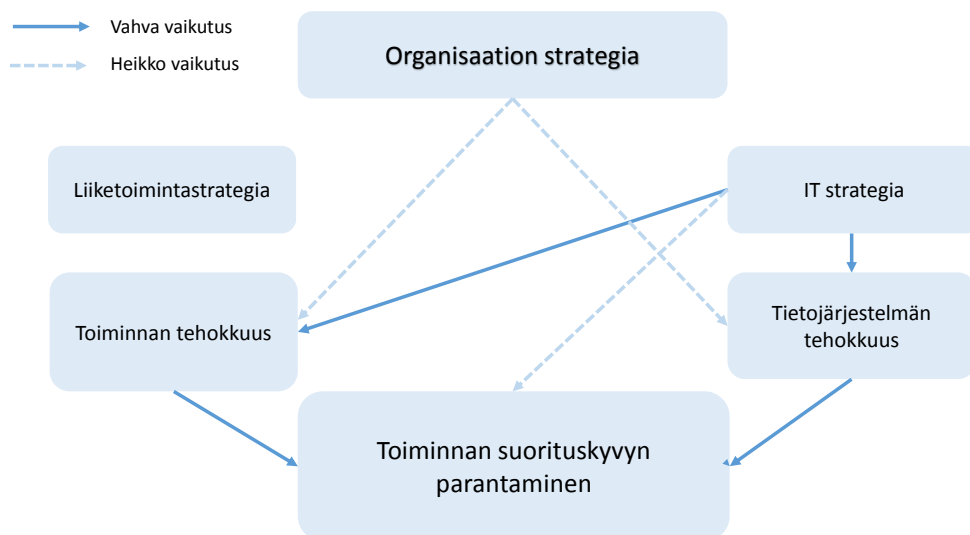 Vahva vaikutus
Heikko vaikutus
Organisaation strategia
Liiketoimintastrategia
IT strategia
Toiminnan tehokkuus
Tietojärjestelmän
tehokkuus
Toiminnan suorituskyvyn
parantaminen